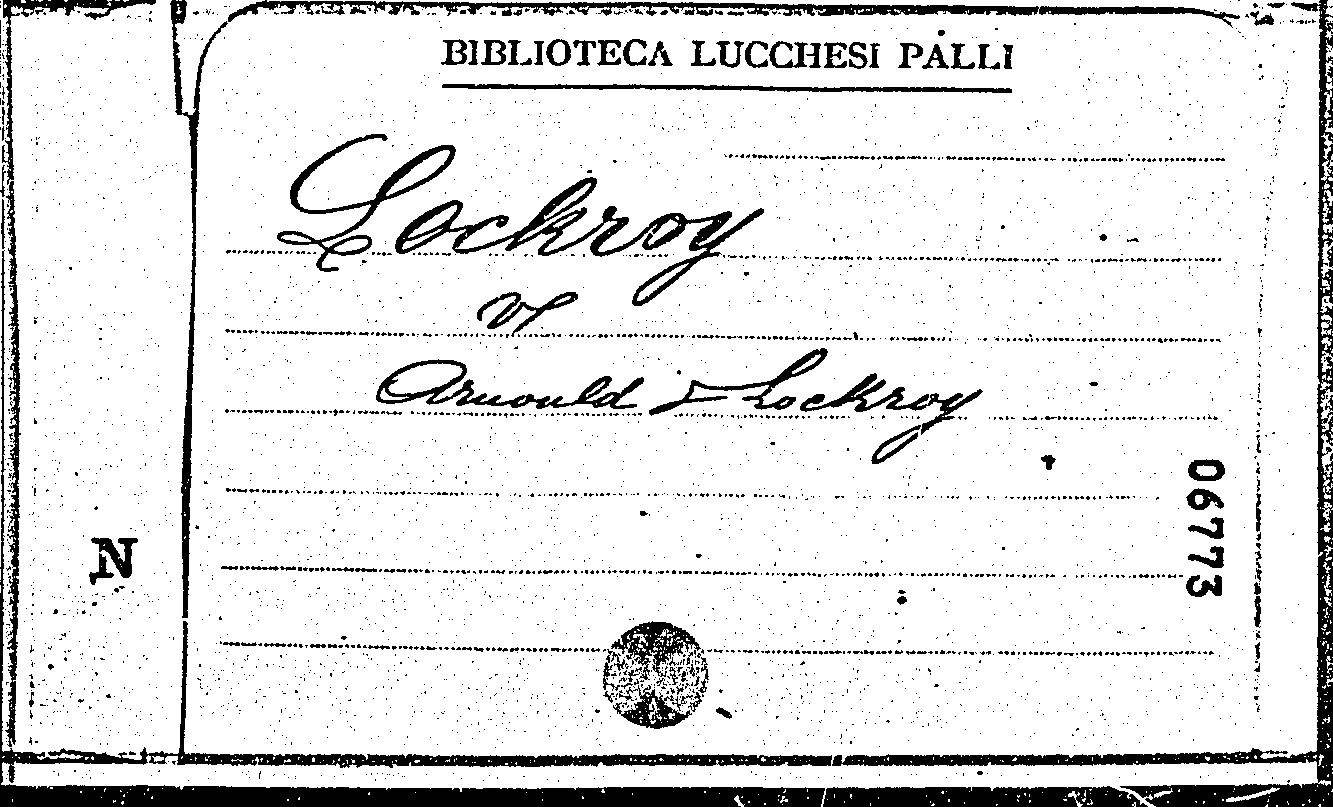 BIBLIOTECA LUCCHESI PALLI
Lockroy
v
Arnould & Lockroy
N
06773